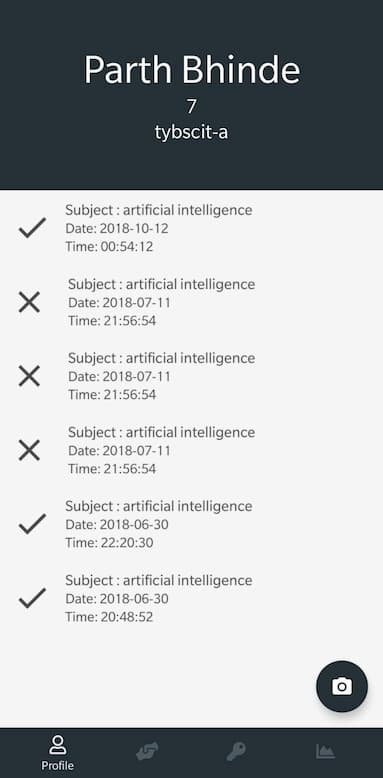 Parth Bhinde
7
tybscit-a
Subject : artificial intelligence
Date: 2018-10-12
Time: 00:54:12
Subject : artificial intelligence
Date: 2018-07-11
Time: 21:56:54
Subject : artificial intelligence
Date: 2018-07-11
Time: 21:56:54
Subject : artificial intelligence
Date: 2018-07-11
Time: 21:56:54
Subject : artificial intelligence
Date: 2018-06-30
Time: 22:20:30
Subject : artificial intelligence
Date: 2018-06-30
Time: 20:48:52
Profile